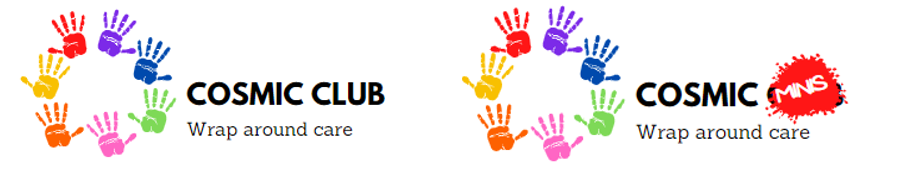 COSMIC CLUB
Wrap around care
COSMIC
MINIS
Wrap around care